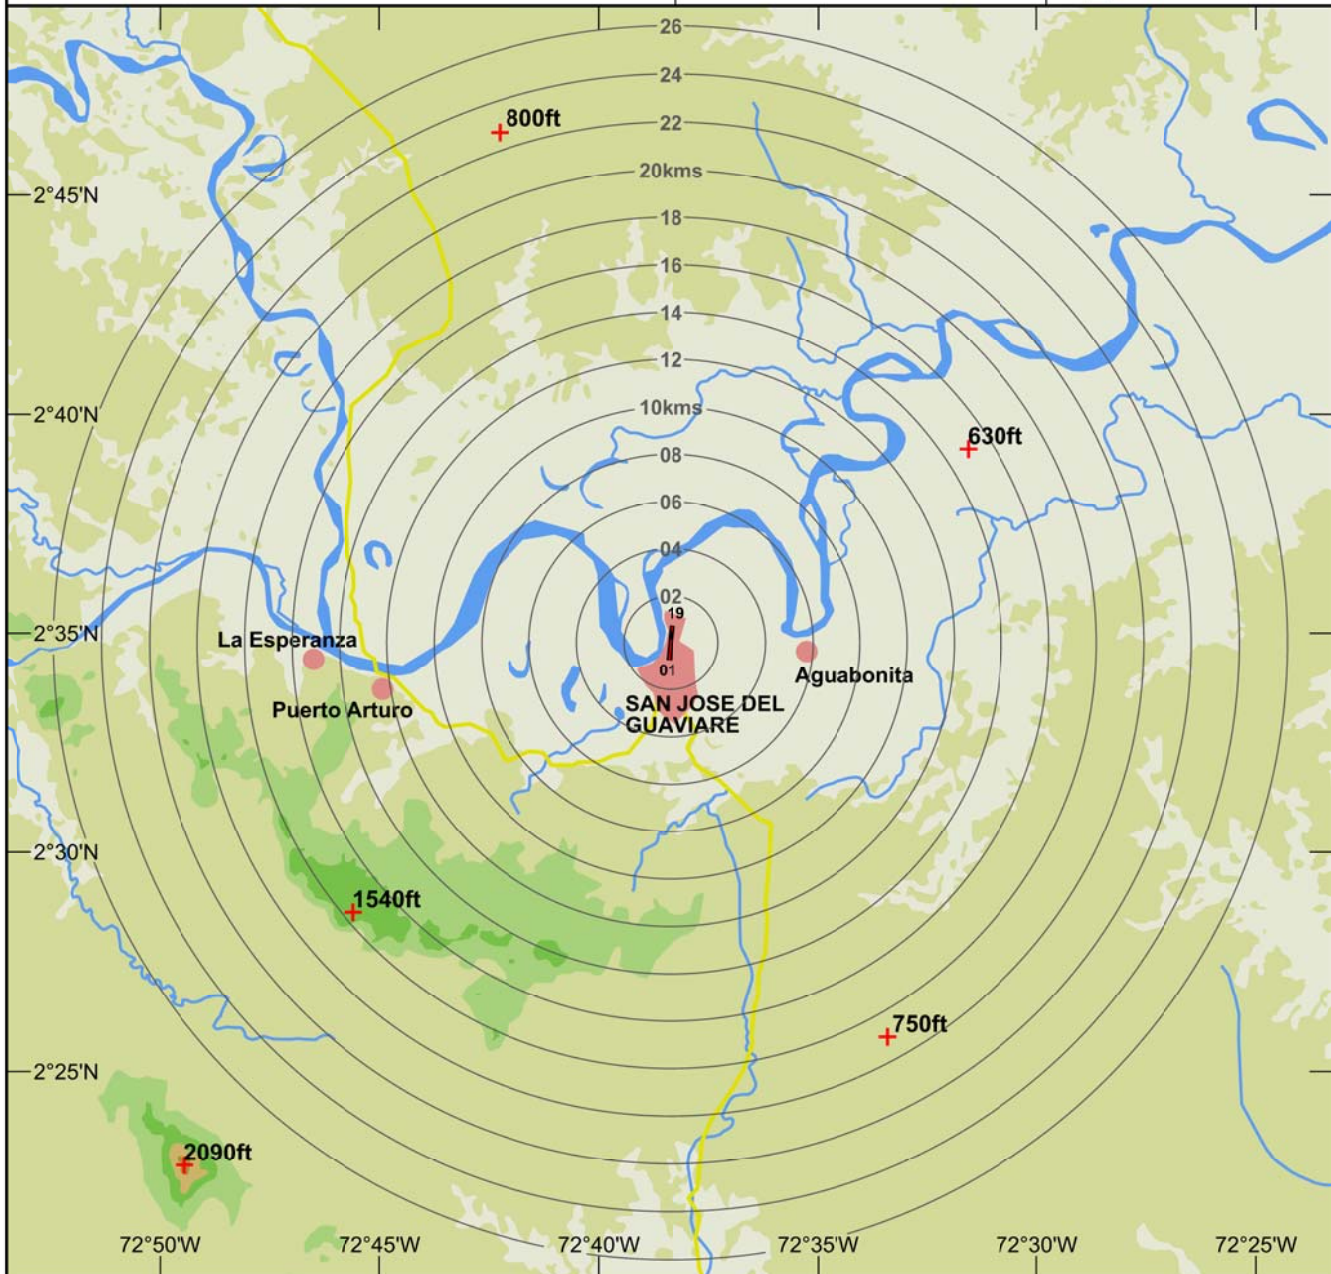 26
24
800ft
22
20kms
2°45'N
18
16
14
12
10kms
2°40'N
630ft
08
06
04
02
19
2°35'N
La Esperanza
01
Aguabonita
Puerto Arturo
SAN JOSE DEL
GUAVIARE
2°30'N
1540ft
750ft
2°25'N
2090ft
72°50'W
72°45'W
72°40'W
72°35'W
72°30'W
72°25'W